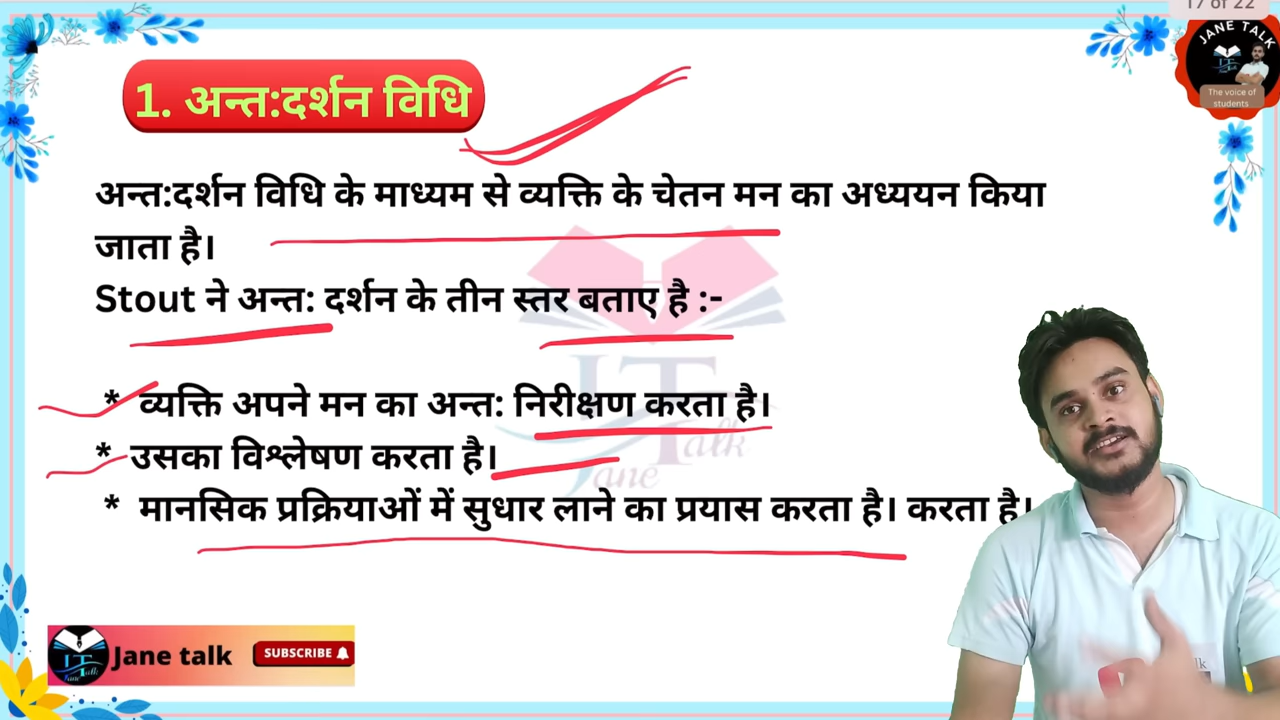 17 of 22
JANE TALK
The voice of
students
1. अन्त:दर्शन विधि
अन्त:दर्शन विधि के माध्यम से व्यक्ति के चेतन मन का अध्ययन किया
जाता है।
Stout ने अन्त: दर्शन के तीन स्तर बताए है :-
* व्यक्ति अपने मन का अन्त: निरीक्षण करता है।
* उसका विश्लेषण करता है।
* मानसिक प्रक्रियाओं में सुधार लाने का प्रयास करता है। करता है।
Jane Talk
Jane talk
SUBSCRIBE